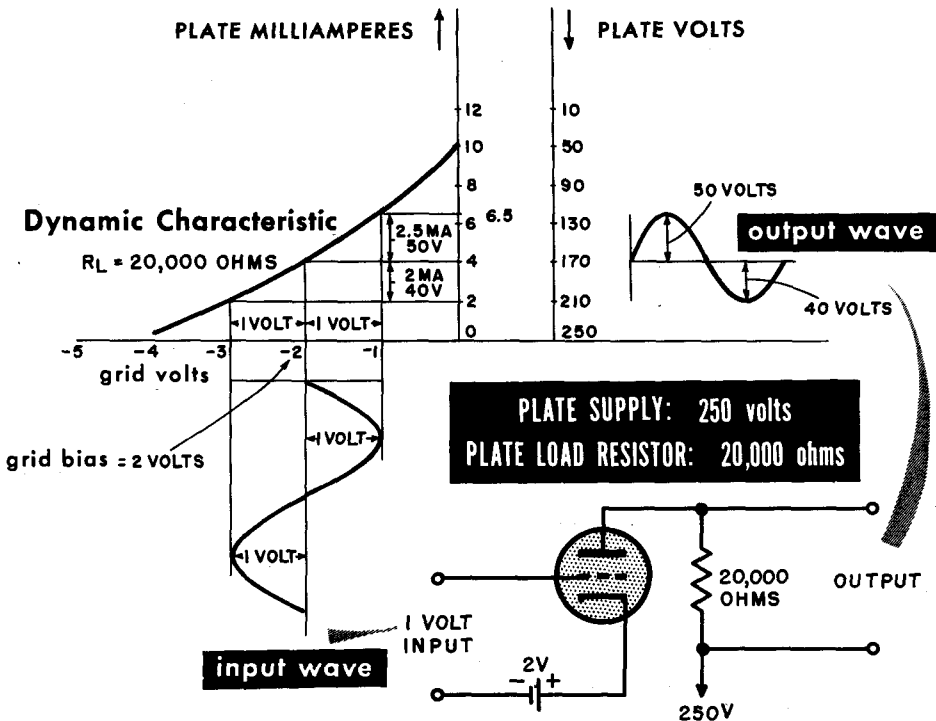 PLATE MILLIAMPERES
PLATE VOLTS
12
10
8
6
4
2
0
6.5
10
50
90
130
170
210
250
Dynamic Characteristic
RL = 20,000 OHMS
2.5MA
50V
2MA
40V
1 VOLT
1 VOLT
50 VOLTS
output wave
40 VOLTS
-5
-4
-3
-2
-1
grid volts
grid bias = 2 VOLTS
1 VOLT
1 VOLT
PLATE SUPPLY: 250 volts
PLATE LOAD RESISTOR: 20,000 ohms
1 VOLT
INPUT
input wave
2V
- +
20,000
OHMS
OUTPUT
250V